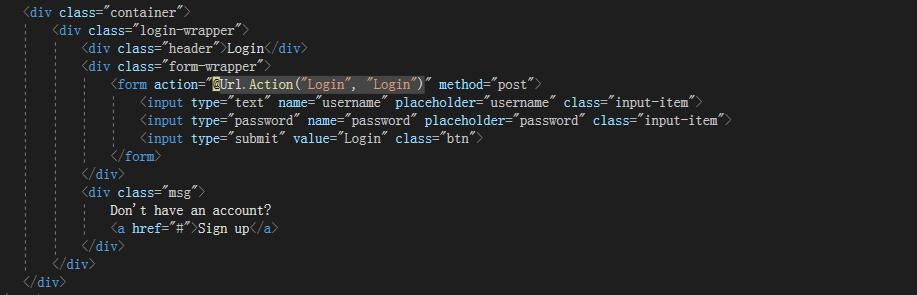 <div class="container">
<div class="login-wrapper">
<div class="header">Login</div>
<div class="form-wrapper">
<form action="@Url.Action("Login", "Login")" method="post">
<input type="text" name="username" placeholder="username" class="input-item">
<input type="password" name="password" placeholder="password" class="input-item">
<input type="submit" value="Login" class="btn">
</form>
</div>
<div class="msg">
Don't have an account?
<a href="#">Sign up</a>
</div>
</div>
</div>